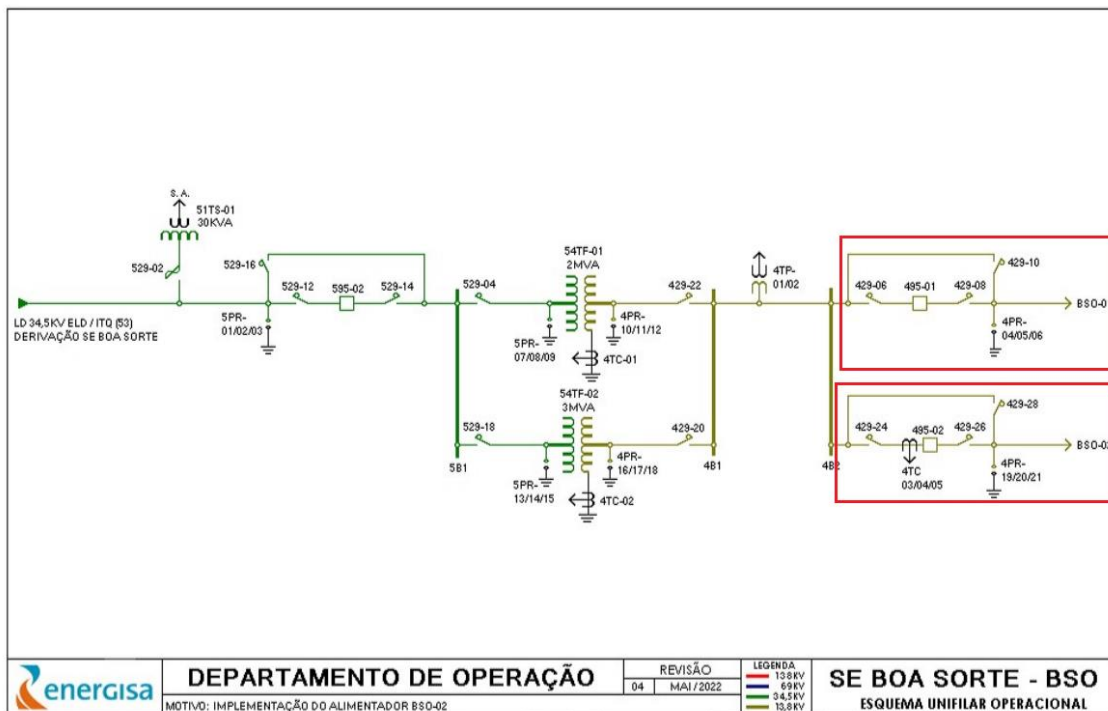 S. A.
51TS-01
30KVA
529-02
529-16
529-12
595-02
529-14
5PR-
01/02/03
LD 34,5KV ELD / ITQ (53)
DERIVAÇÃO SE BOA SORTE
529-04
54TF-01
2MVA
5PR-
07/08/09
4PR-
10/11/12
4TC-01
429-22
4TP-
01/02
429-10
429-06
495-01
429-08
BSO-0
4PR-
04/05/06
54TF-02
3MVA
529-18
5B1
5PR-
13/14/15
4PR-
16/17/18
4TC-02
429-20
4B1
4B2
429-28
429-24
495-02
429-26
4TC
03/04/05
BSO-0
4PR-
19/20/21
energisa
DEPARTAMENTO DE OPERAÇÃO
MOTIVO: IMPLEMENTAÇÃO DO ALIMENTADOR BSO-02
REVISÃO
04 MAI/2022
LEGENDA
138KV
69KV
34,5KV
13,8KV
SE BOA SORTE - BSO
ESQUEMA UNIFILAR OPERACIONAL